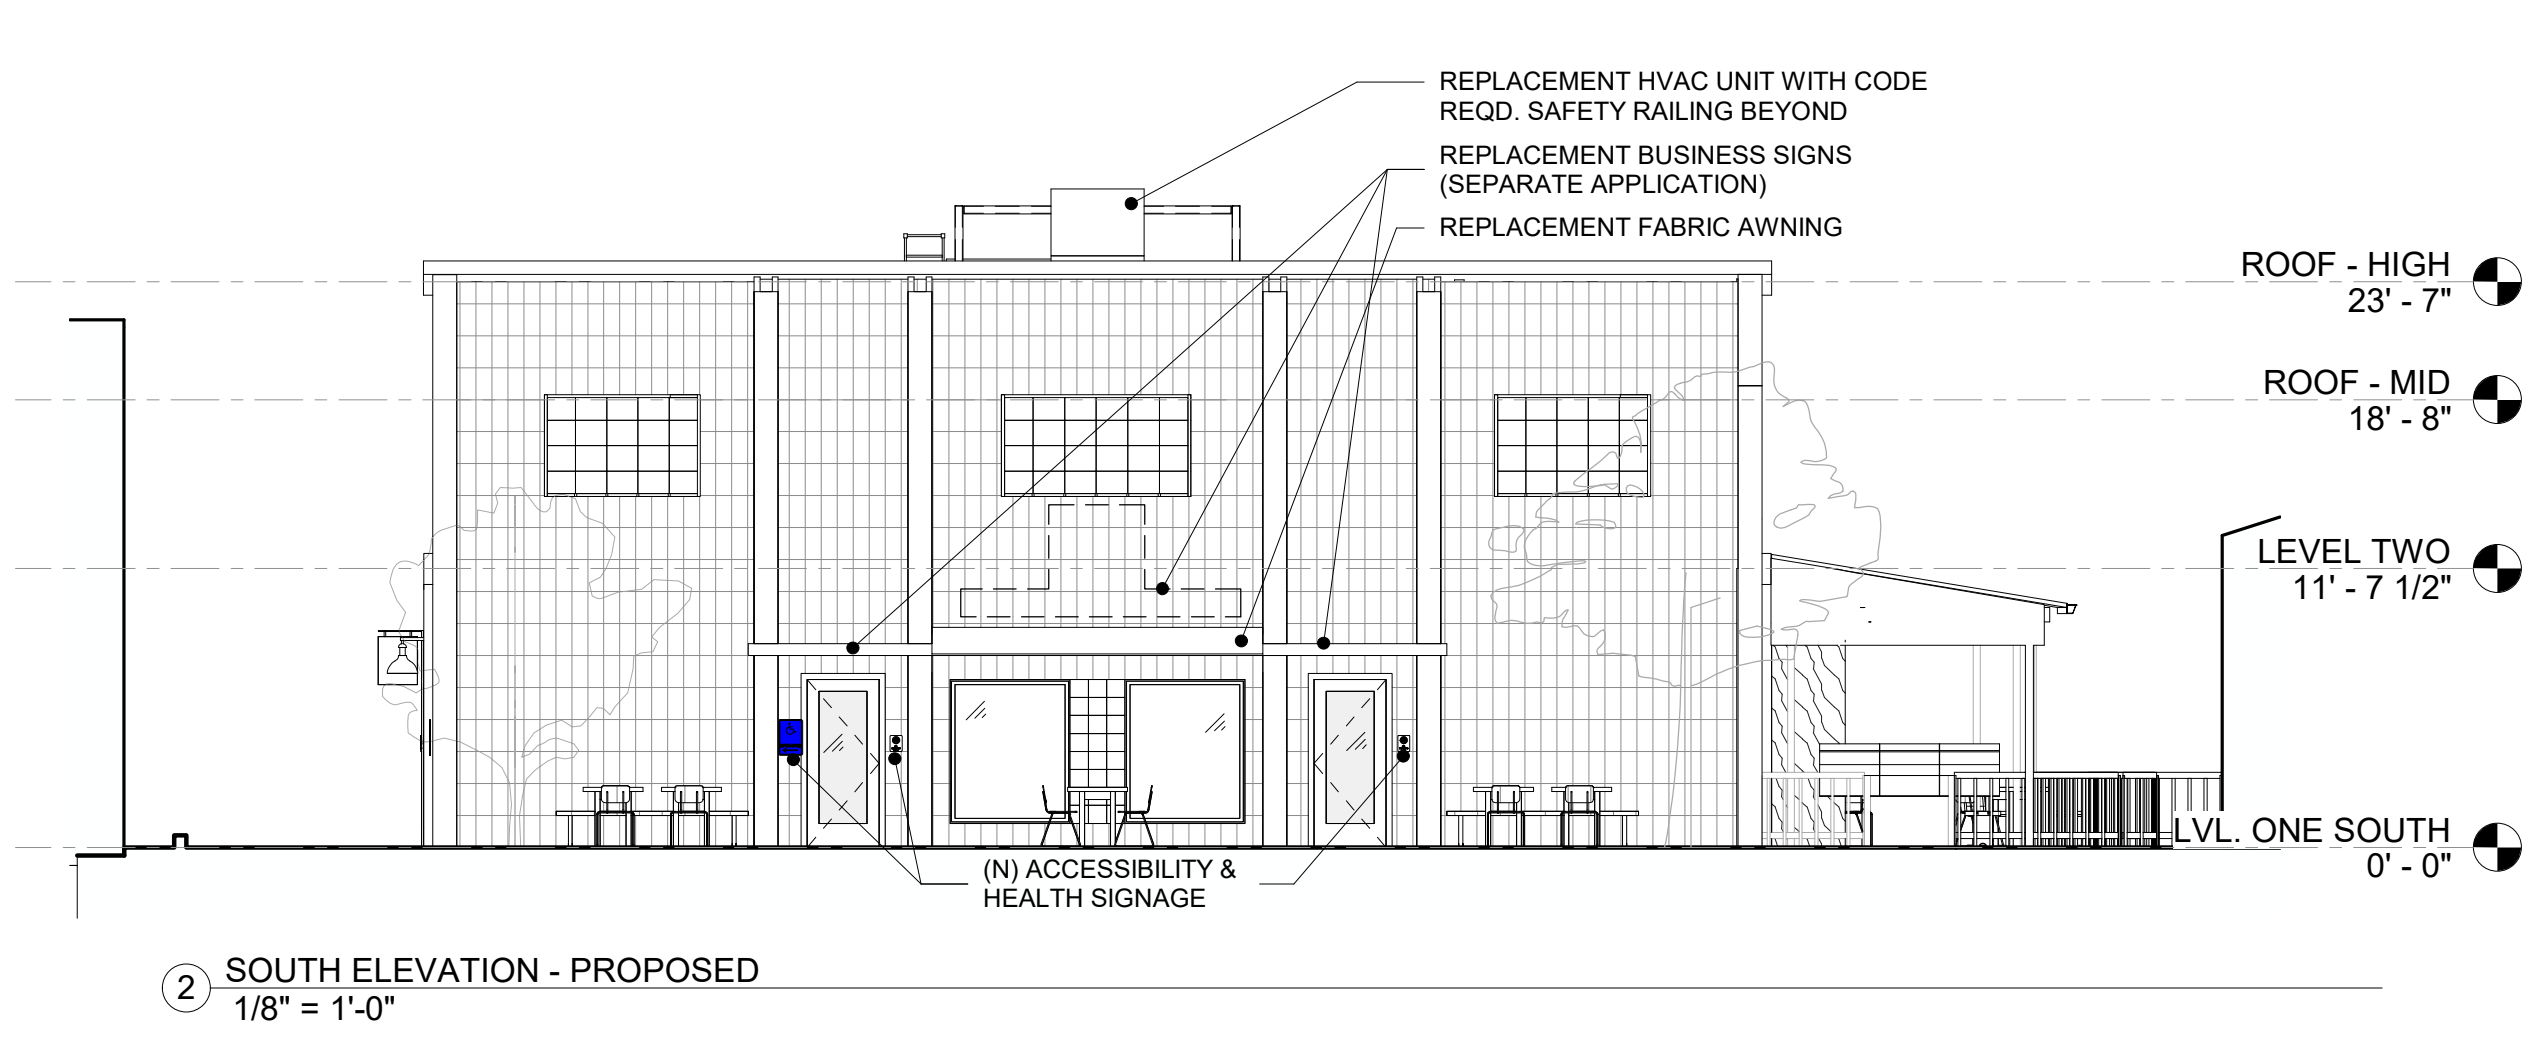 REPLACEMENT HVAC UNIT WITH CODE
REQD. SAFETY RAILING BEYOND
REPLACEMENT BUSINESS SIGNS
(SEPARATE APPLICATION)
REPLACEMENT FABRIC AWNING
ROOF - HIGH
23' - 7"
ROOF - MID
18' - 8"
LEVEL TWO
11' - 7 1/2"
LVL. ONE SOUTH
0' - 0"
(N) ACCESSIBILITY &
HEALTH SIGNAGE
2
SOUTH ELEVATION - PROPOSED
1/8" = 1'-0"